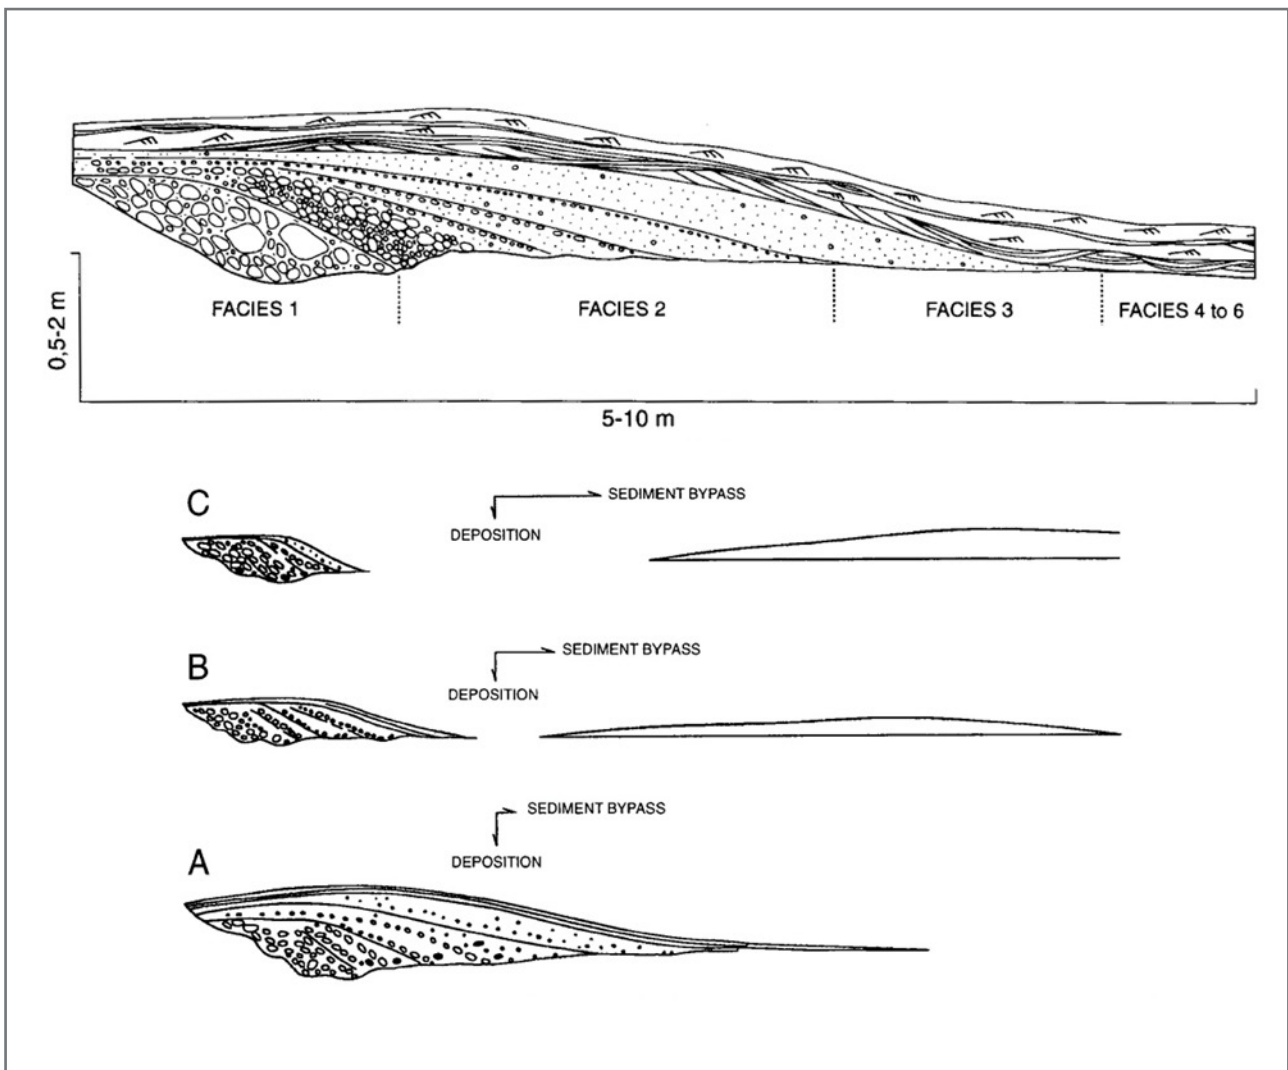 FACIES 1
FACIES 2
FACIES 3
FACIES 4 to 6
0,5-2 m
5-10 m
C
SEDIMENT BYPASS
DEPOSITION
B
SEDIMENT BYPASS
DEPOSITION
A
SEDIMENT BYPASS
DEPOSITION